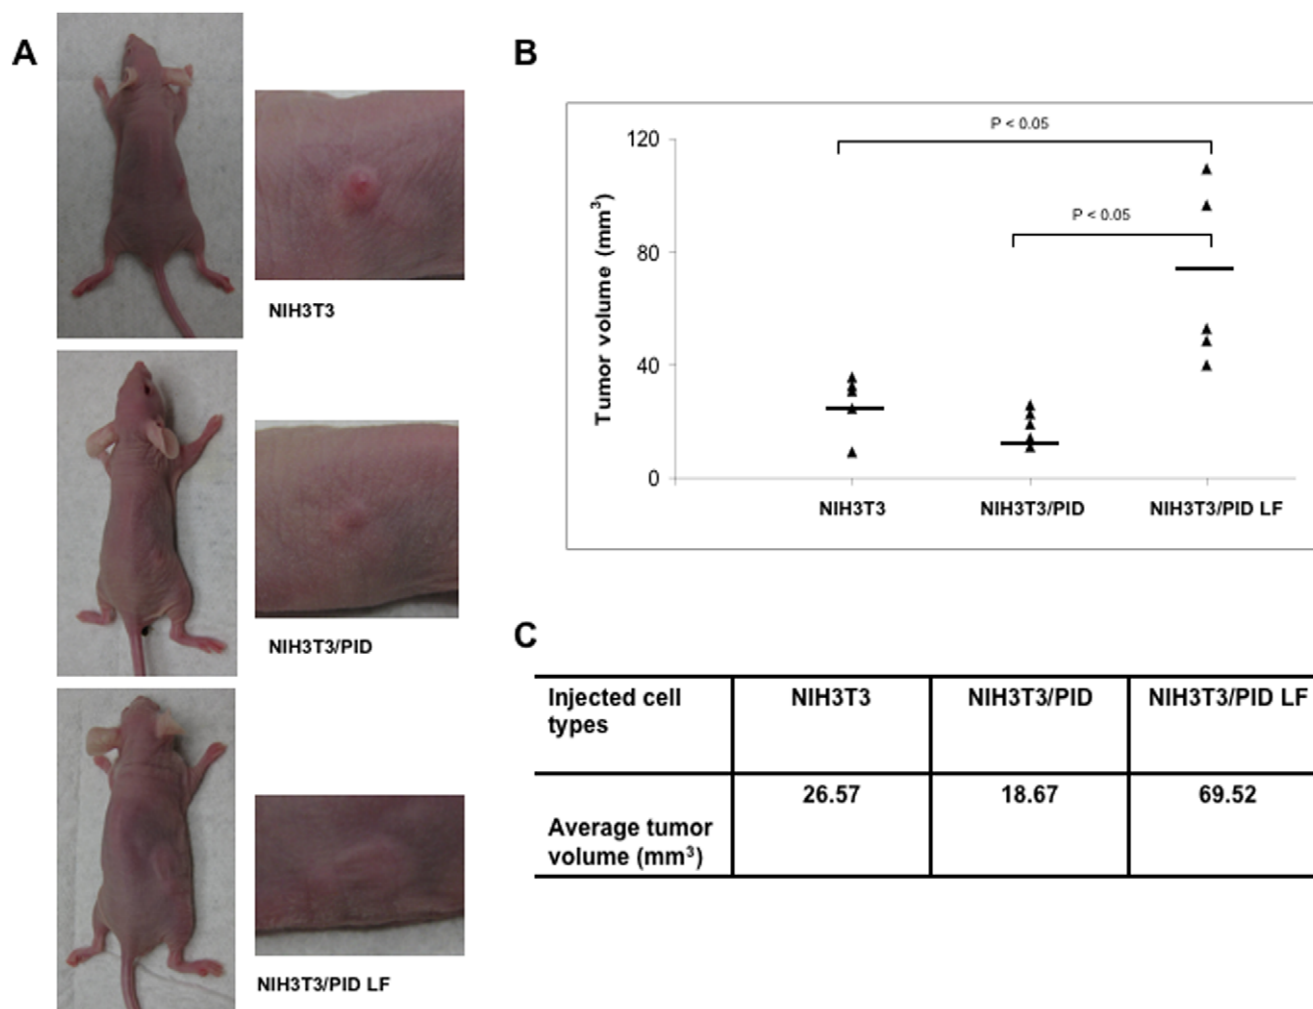 A
NIH3T3
NIH3T3/PID
NIH3T3/PID LF
B
P < 0.05
P < 0.05
Tumor volume (mm³)
120
80
40
0
NIH3T3
NIH3T3/PID
NIH3T3/PID LF
C
Injected cell types
NIH3T3
NIH3T3/PID
NIH3T3/PID LF
Average tumor volume (mm³)
26.57
18.67
69.52